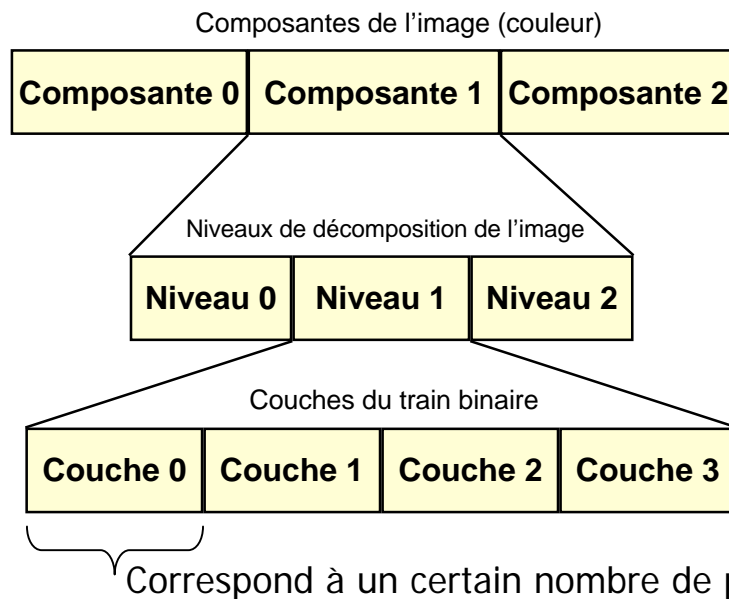 Composantes de l’image (couleur)
Composante 0 Composante 1 Composante 2
Niveaux de décomposition de l’image
Niveau 0 Niveau 1 Niveau 2
Couches du train binaire
Couche 0 Couche 1 Couche 2 Couche 3
Correspond à un certain nombre de